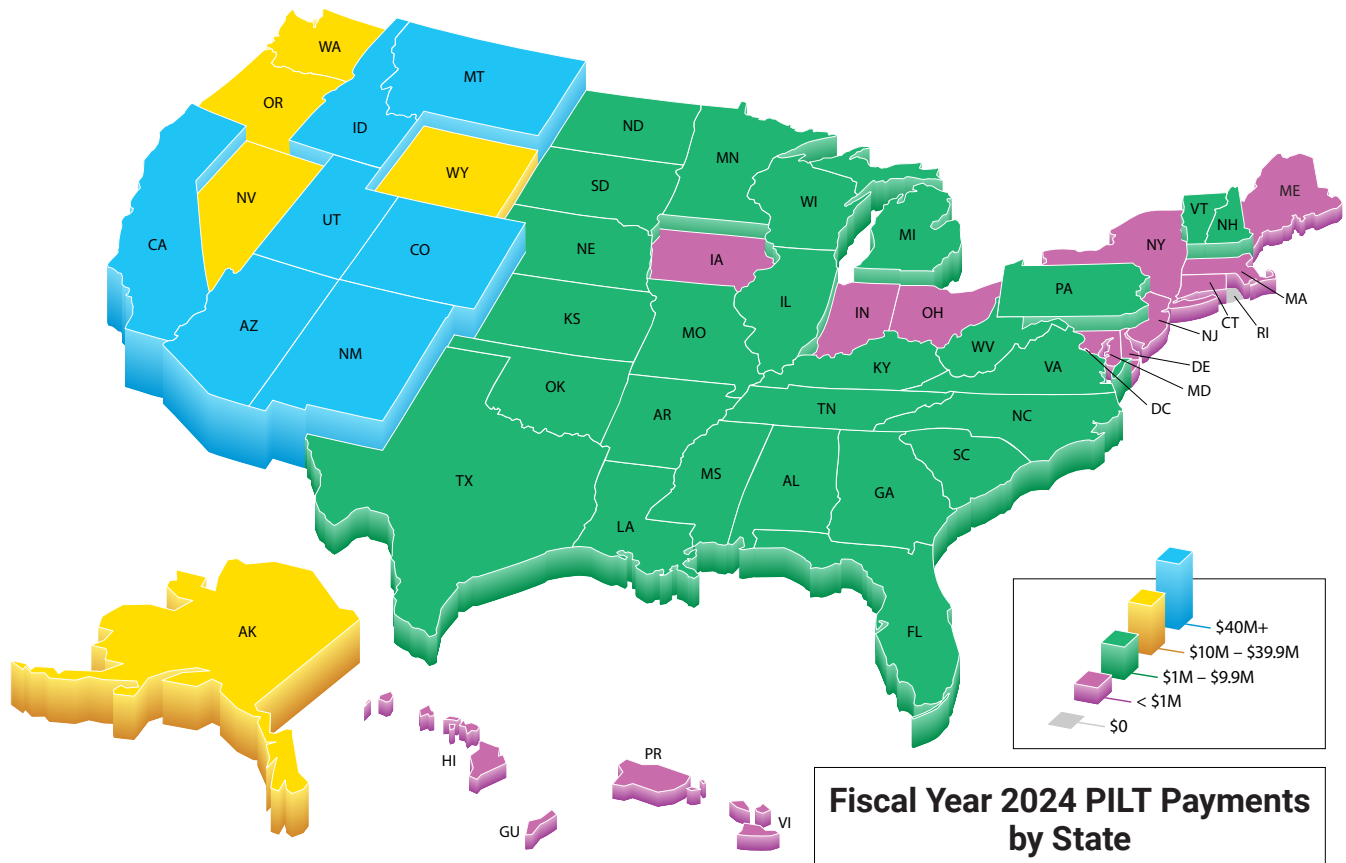 WA
MT
OR
ID
ND
MN
WY
SD
WI
NV
UT
CO
NE
IA
MI
VT
NH
ME
NY
CA
AZ
NM
KS
MO
IL
IN
OH
PA
MA
CT
RI
NJ
DE
MD
DC
WV
VA
KY
OK
AR
TN
NC
SC
TX
LA
MS
AL
GA
FL
AK
HI
GU
PR
VI
$40M+
$10M – $39.9M
$1M – $9.9M
< $1M
$0
Fiscal Year 2024 PILT Payments
by State